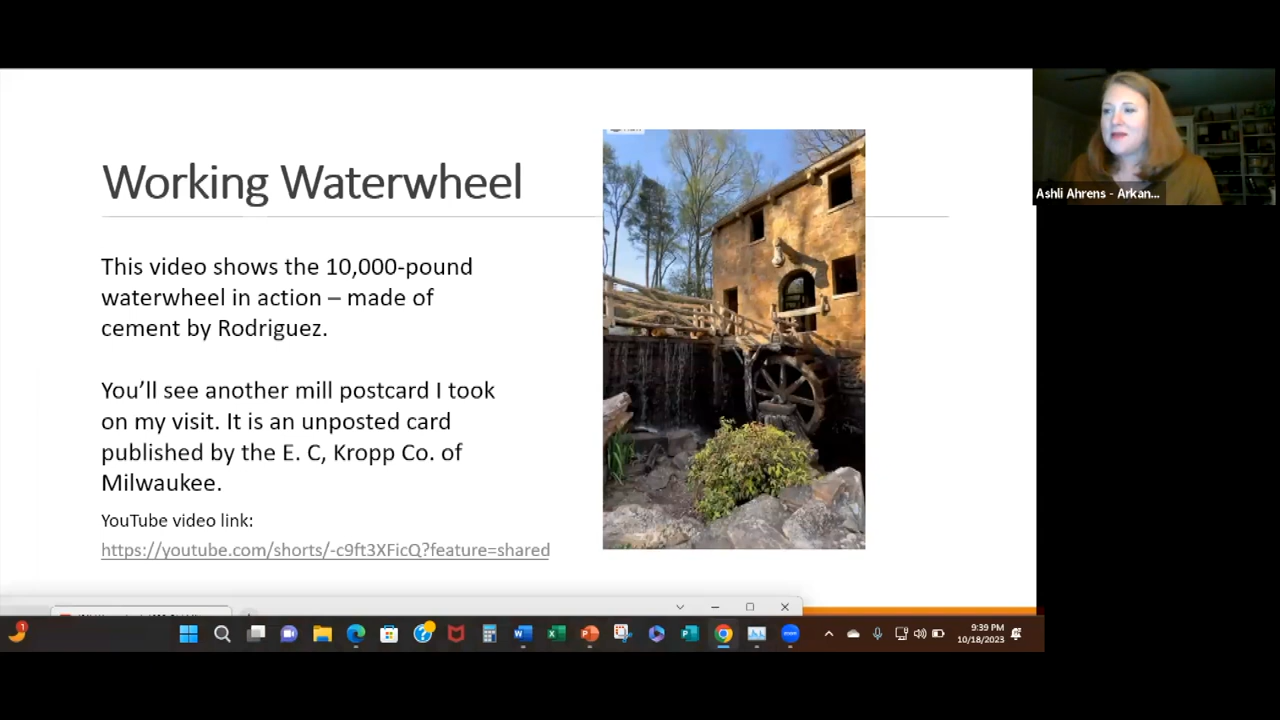 Working Waterwheel
This video shows the 10,000-pound
waterwheel in action – made of
cement by Rodriguez.
You’ll see another mill postcard I took
on my visit. It is an unposted card
published by the E. C, Kropp Co. of
Milwaukee.
YouTube video link:
https://youtube.com/shorts/-c9ft3XFicQ?feature=shared
Ashli Ahrens - Arkan...
1
zoom
9:39 PM
10/18/2023